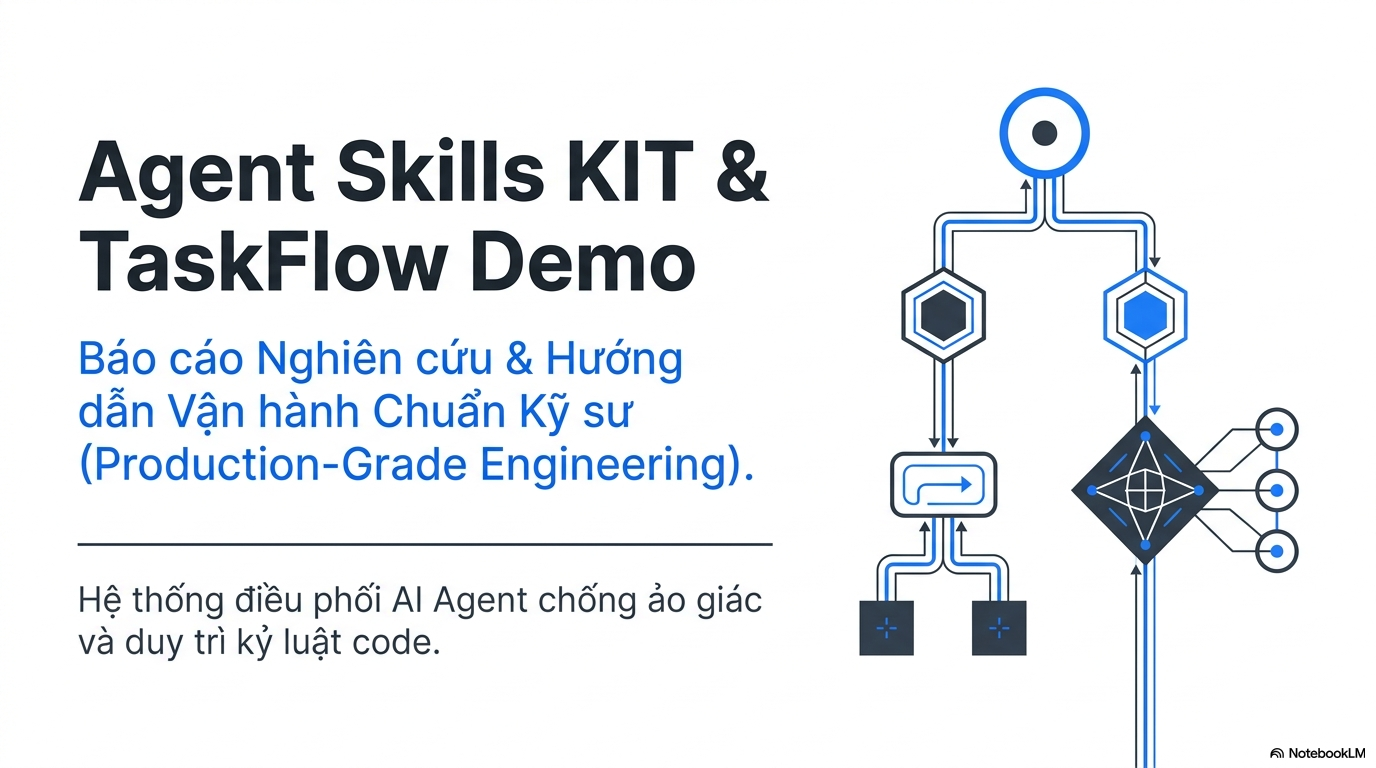 Agent Skills KIT &
TaskFlow Demo
Báo cáo Nghiên cứu & Hướng
dẫn Vận hành Chuẩn Kỹ sư
(Production-Grade Engineering).
Hệ thống điều phối AI Agent chống ảo giác
và duy trì kỷ luật code.
NotebookLM